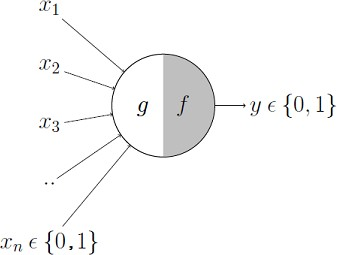 x₁
x₂
x₃
g f y ϵ {0, 1}
..
xₙ ϵ {0,1}